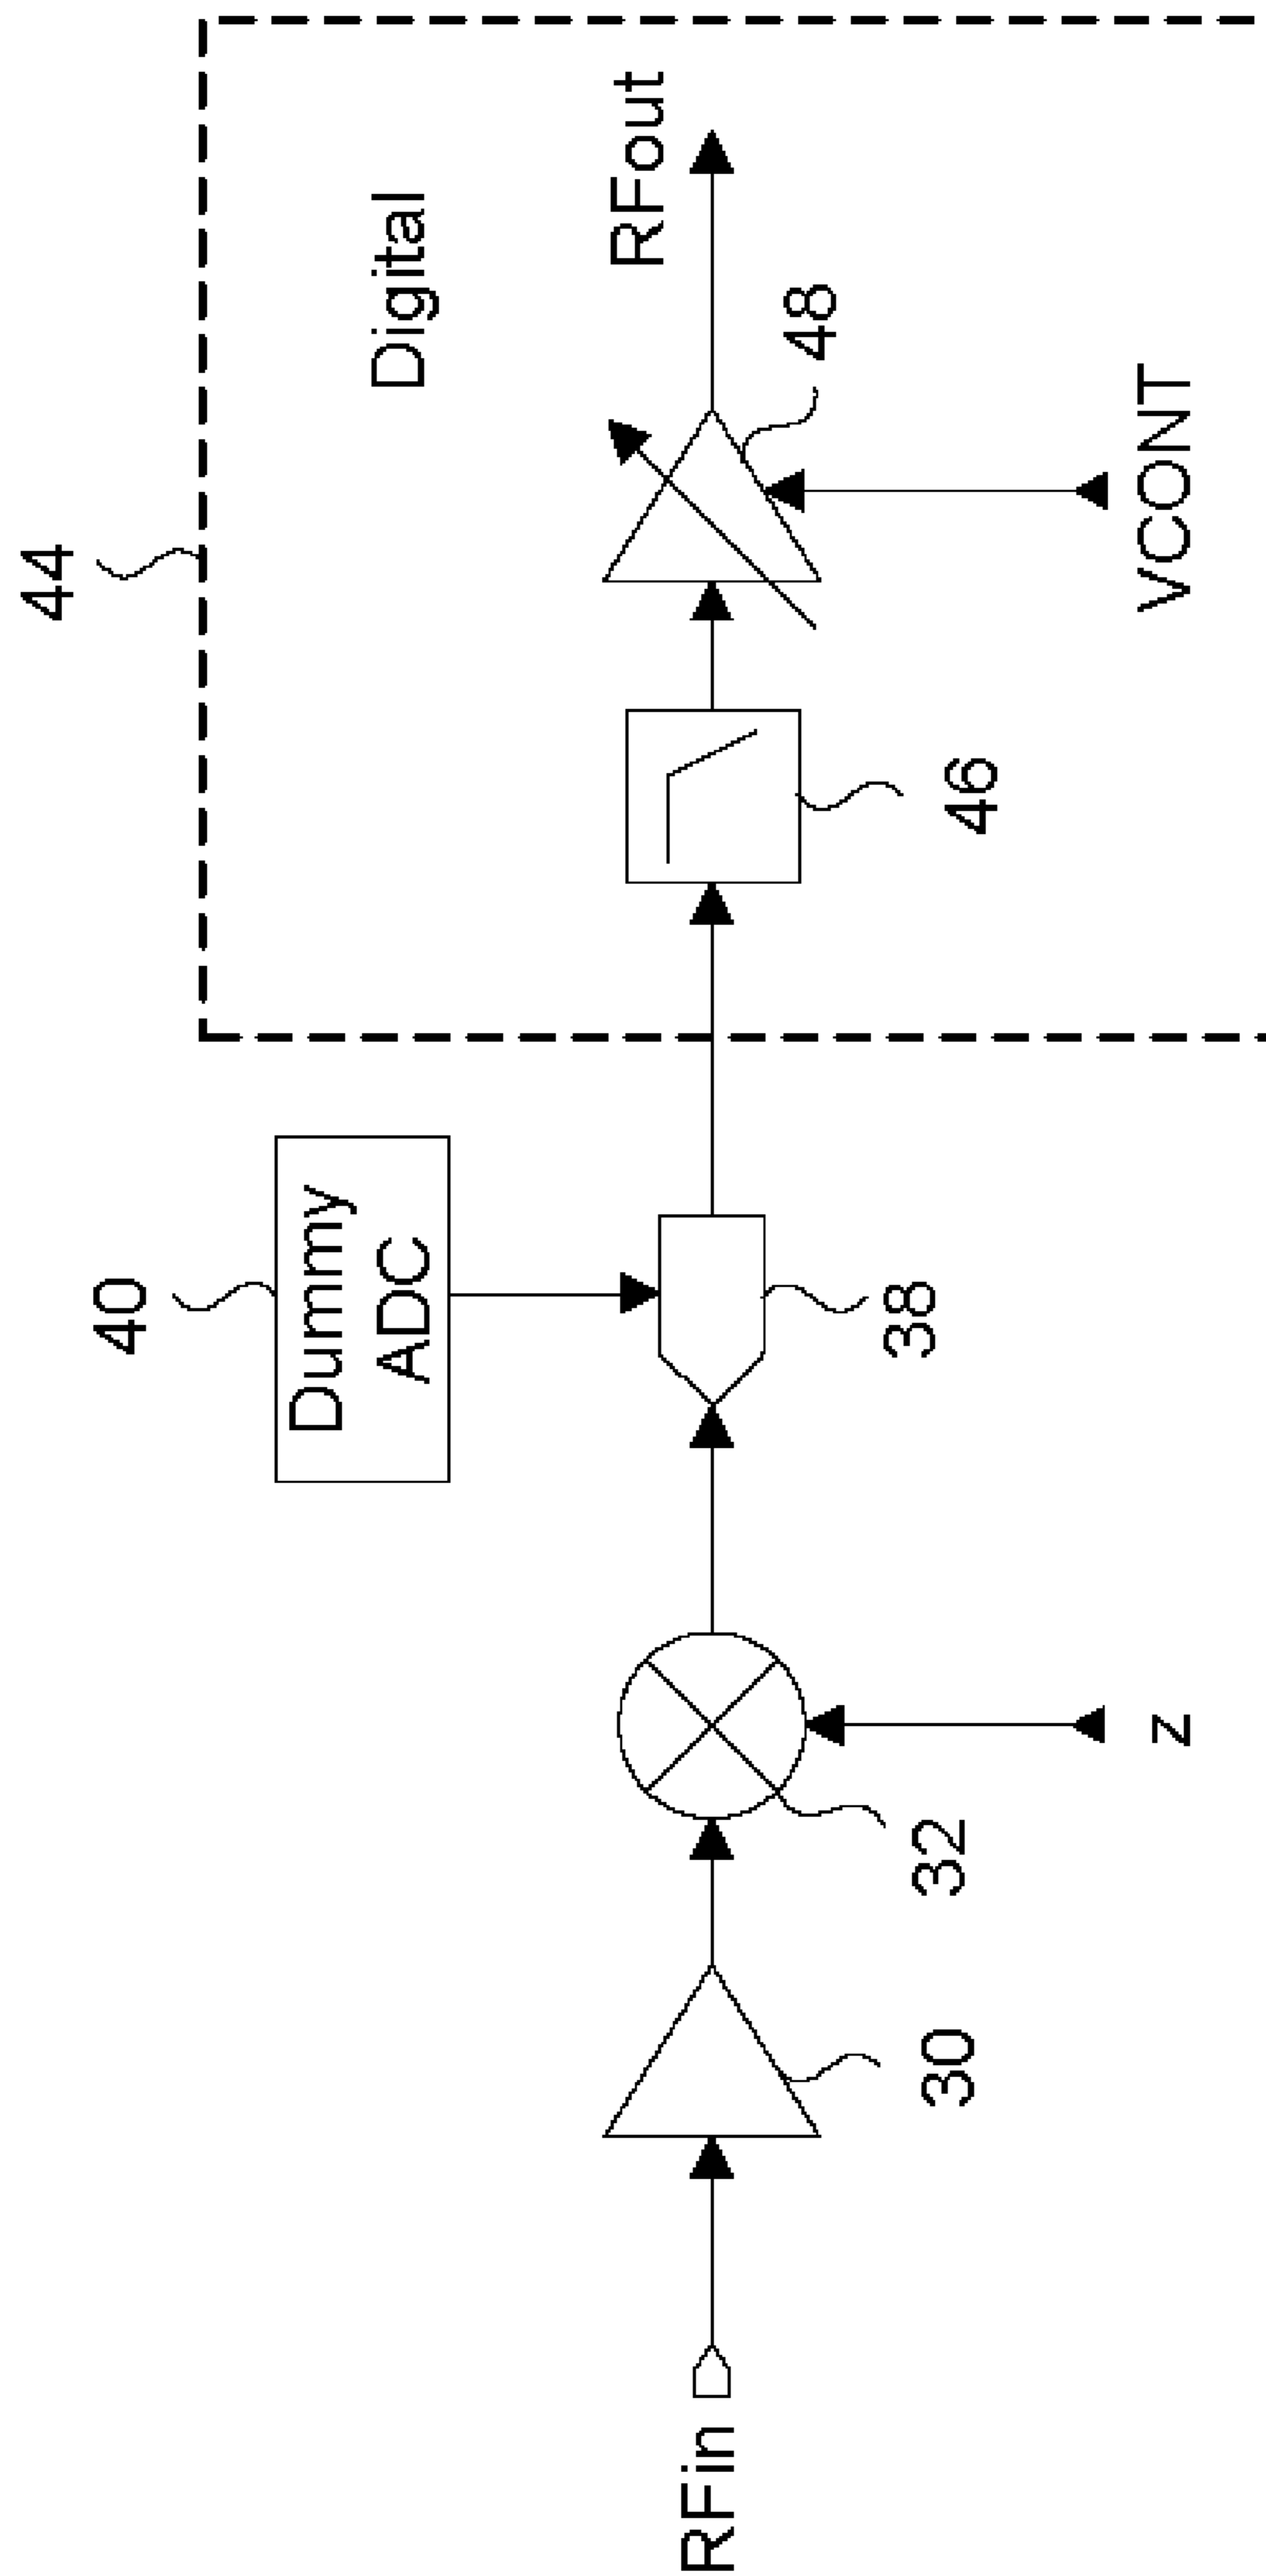 44
Digital
RFout
40
Dummy
ADC
48
46
38
VCONT
RFin
30
32
z